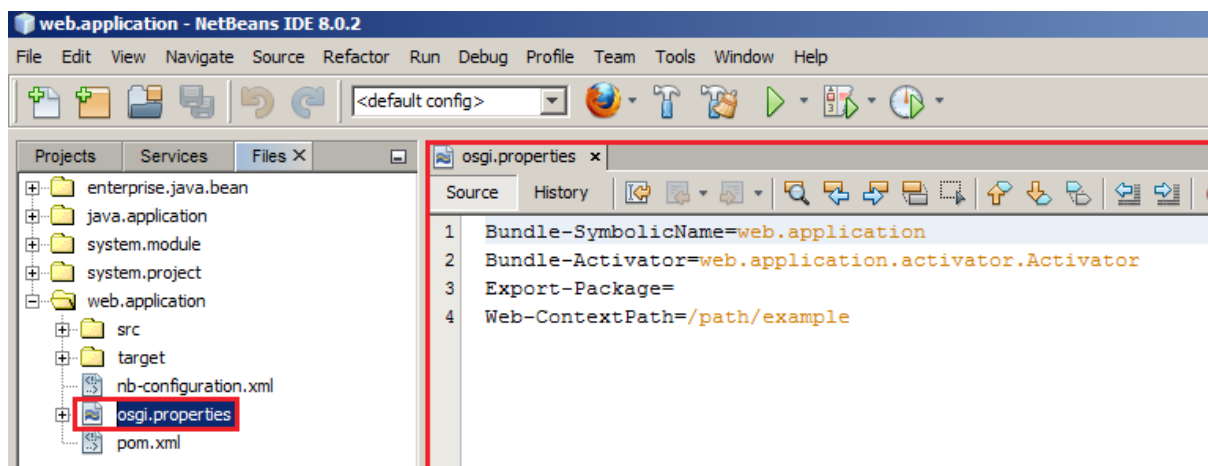 web.application - NetBeans IDE 8.0.2
File Edit View Navigate Source Refactor Run Debug Profile Team Tools Window Help
<default config>
Projects Services Files
enterprise.java.bean
java.application
system.module
system.project
web.application
src
target
nb-configuration.xml
osgi.properties
pom.xml
osgi.properties
Source History
1 Bundle-SymbolicName=web.application
2 Bundle-Activator=web.application.activator.Activator
3 Export-Package=
4 Web-ContextPath=/path/example